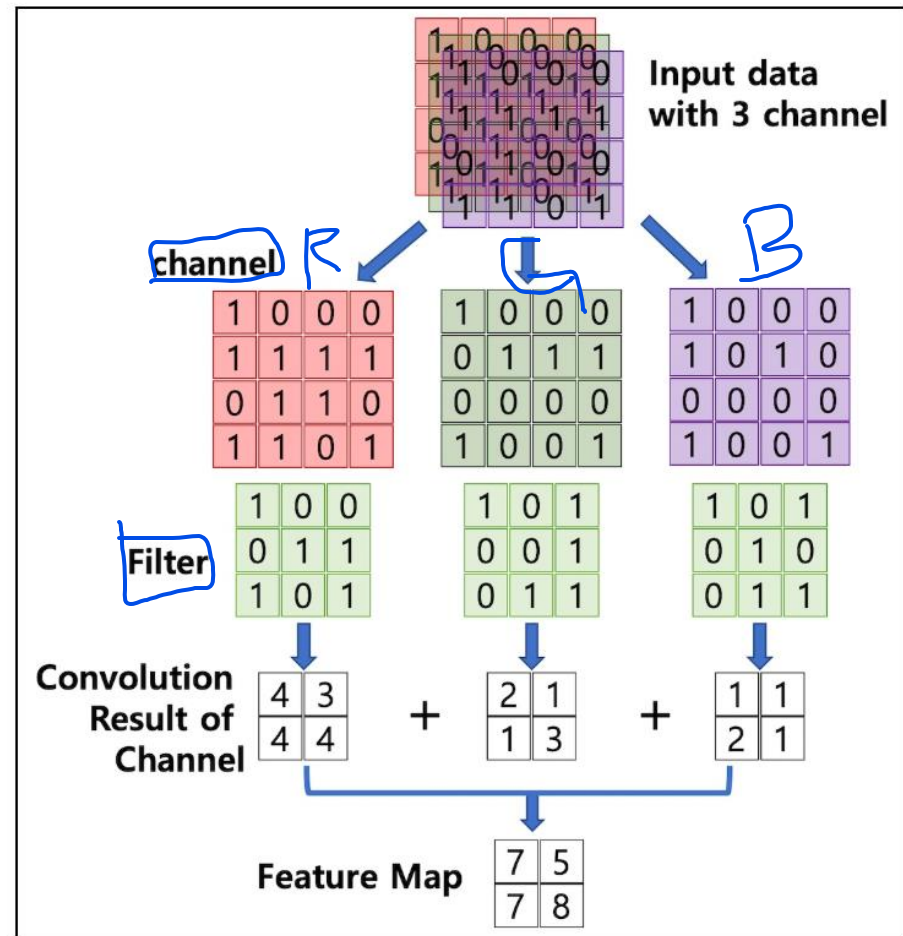 Input data
with 3 channel
channel R G B
1 0 0 0
1 1 1 1
0 1 1 0
1 1 0 1
1 0 0 0
0 1 1 1
0 0 0 0
1 0 0 1
1 0 0 0
1 0 1 0
0 0 0 0
1 0 0 1
Filter
1 0 0
0 1 1
1 0 1
1 0 1
0 0 1
0 1 1
1 0 1
0 1 0
0 1 1
Convolution
Result of
Channel
4 3
4 4
+
2 1
1 3
+
1 1
2 1
Feature Map
7 5
7 8